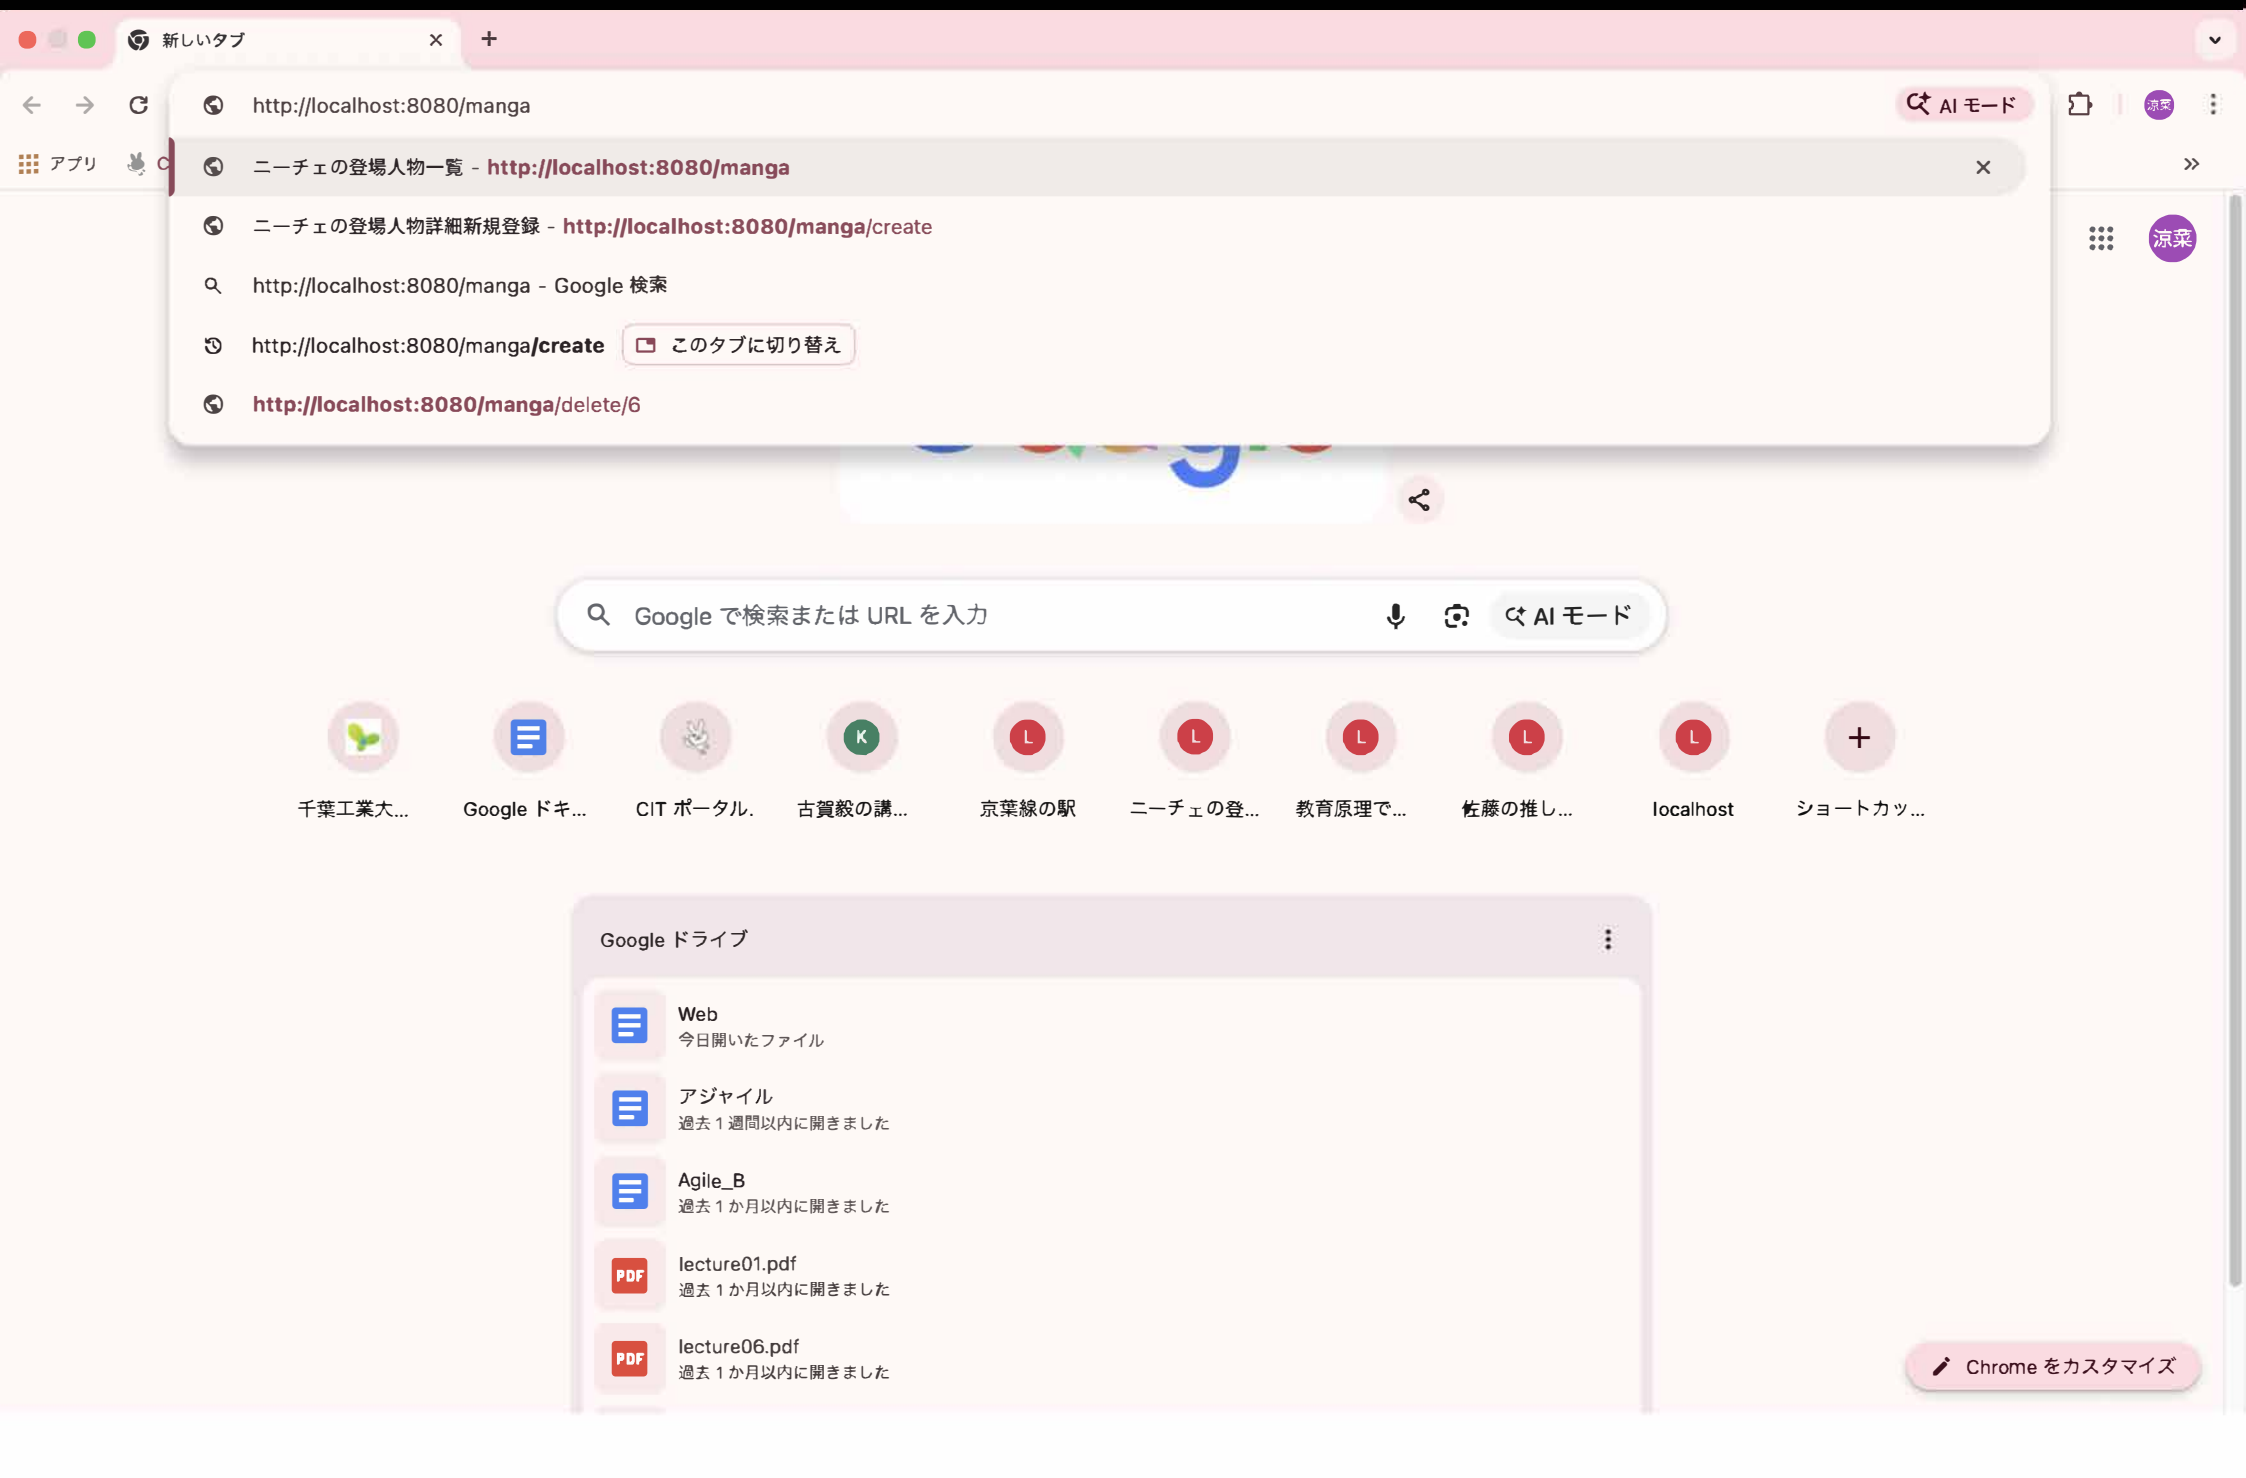 新しいタブ
http://localhost:8080/manga
AI モード
涼菜
アプリ
C
ニーチェの登場人物一覧 - http://localhost:8080/manga
ニーチェの登場人物詳細新規登録 - http://localhost:8080/manga/create
涼菜
http://localhost:8080/manga - Google 検索
http://localhost:8080/manga/create このタブに切り替え
http://localhost:8080/manga/delete/6
Google で検索または URL を入力
AI モード
K L L L L L
千葉工業大... Google ドキ... CIT ポータル. 古賀毅の講... 京葉線の駅 ニーチェの登... 教育原理で... 佐藤の推し... localhost ショートカッ...
Google ドライブ
Web
今日開いたファイル
アジャイル
過去 1 週間以内に開きました
Agile_B
過去 1 か月以内に開きました
PDF
lecture01.pdf
過去 1 か月以内に開きました
PDF
lecture06.pdf
過去 1 か月以内に開きました
Chrome をカスタマイズ